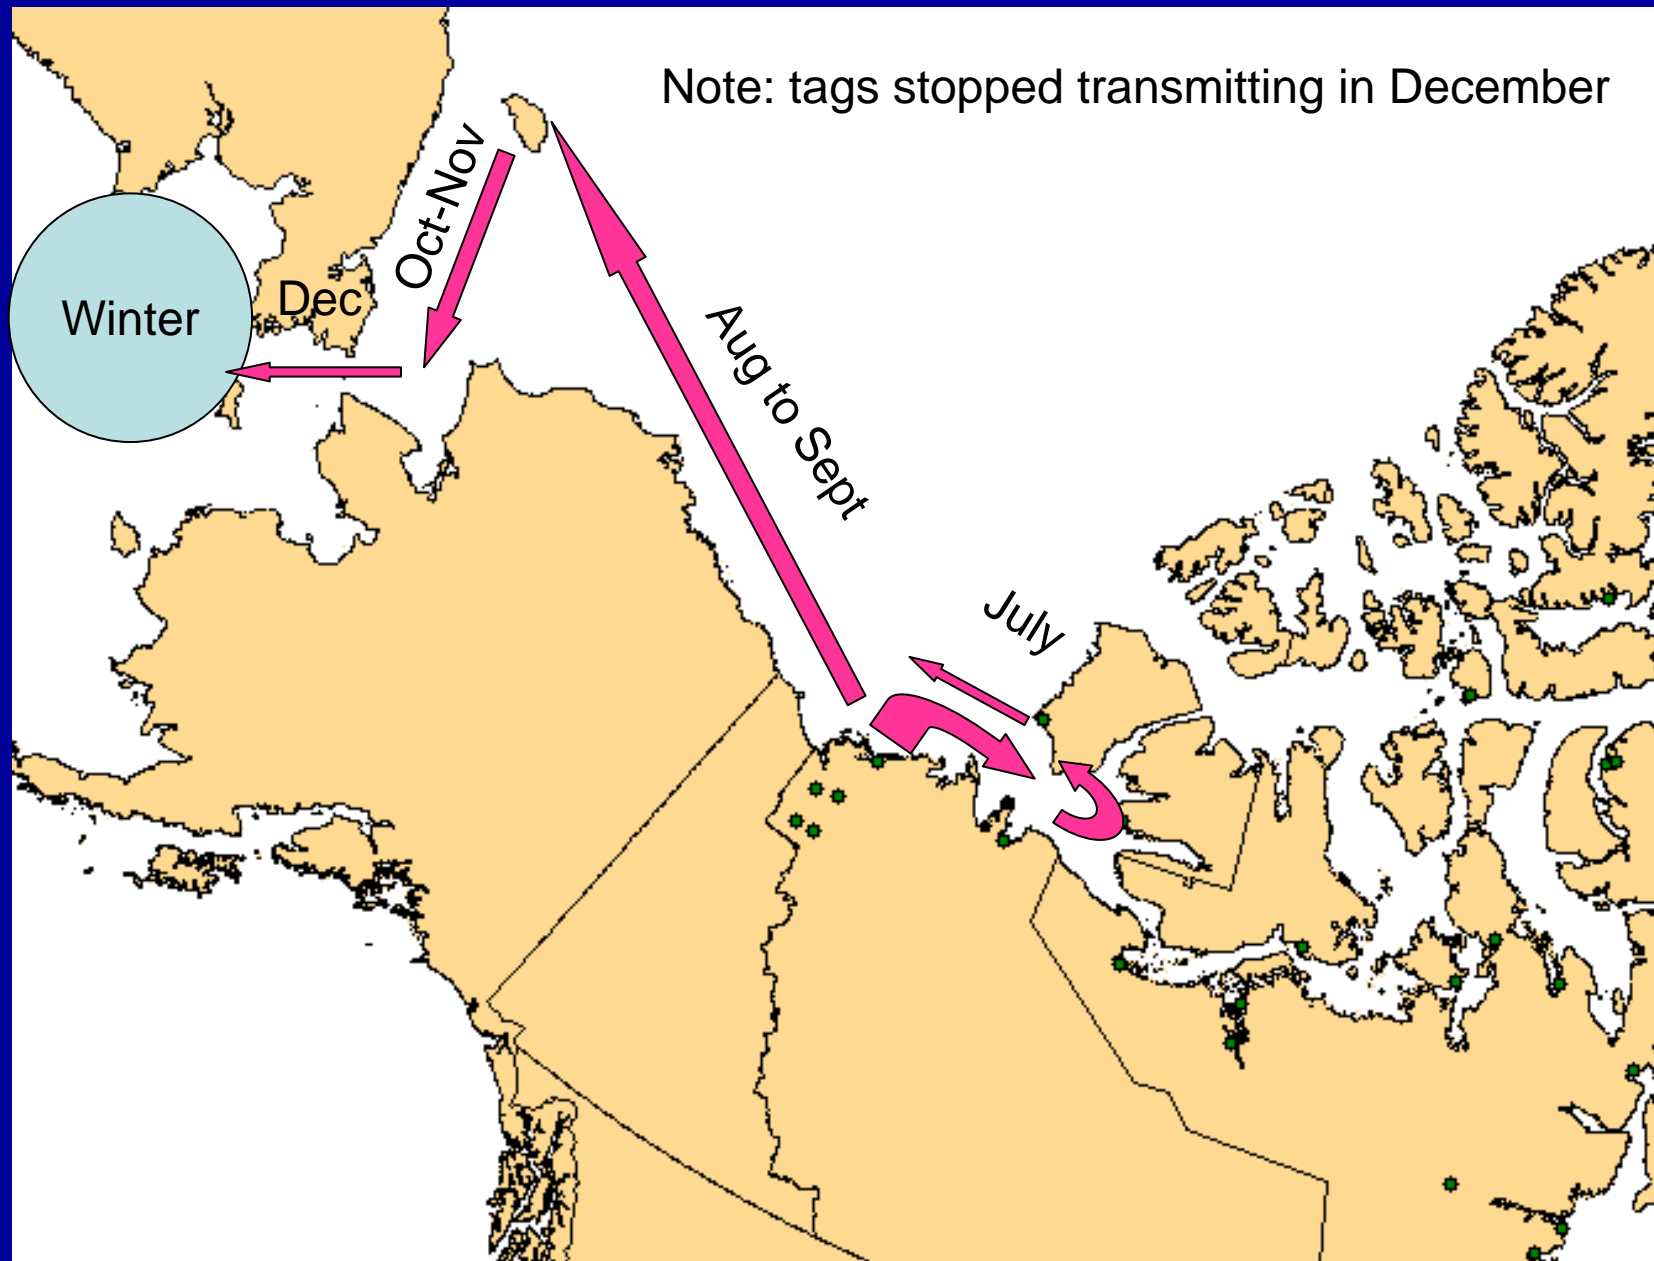 Note: tags stopped transmitting in December
Oct-Nov
Dec
Winter
Aug to Sept
July